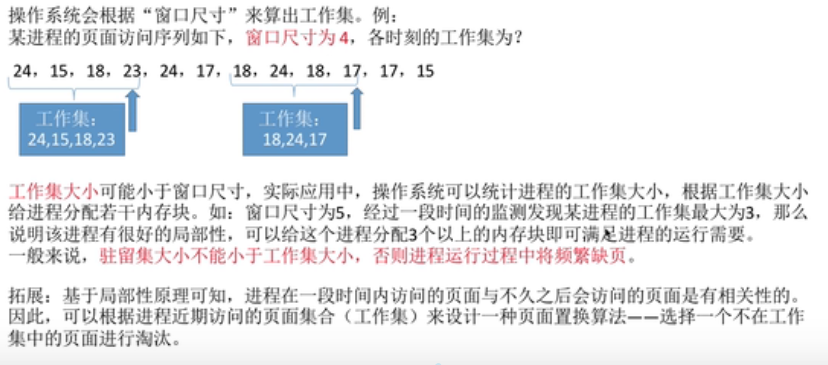 操作系统会根据“窗口尺寸”来算出工作集。例：
某进程的页面访问序列如下，窗口尺寸为 4，各时刻的工作集为？
24，15，18，23，24，17，18，24，18，17，17，15
工作集：
24,15,18,23
工作集：
18,24,17
工作集大小可能小于窗口尺寸，实际应用中，操作系统可以统计进程的工作集大小，根据工作集大小
给进程分配若干内存块。如：窗口尺寸为5，经过一段时间的监测发现某进程的工作集最大为3，那么
说明该进程有很好的局部性，可以给这个进程分配3个以上的内存块即可满足进程的运行需要。
一般来说，驻留集大小不能小于工作集大小，否则进程运行过程中将频繁缺页。
拓展：基于局部性原理可知，进程在一段时间内访问的页面与不久之后会访问的页面是有相关性的。
因此，可以根据进程近期访问的页面集合（工作集）来设计一种页面置换算法——选择一个不在工作
集中的页面进行淘汰。